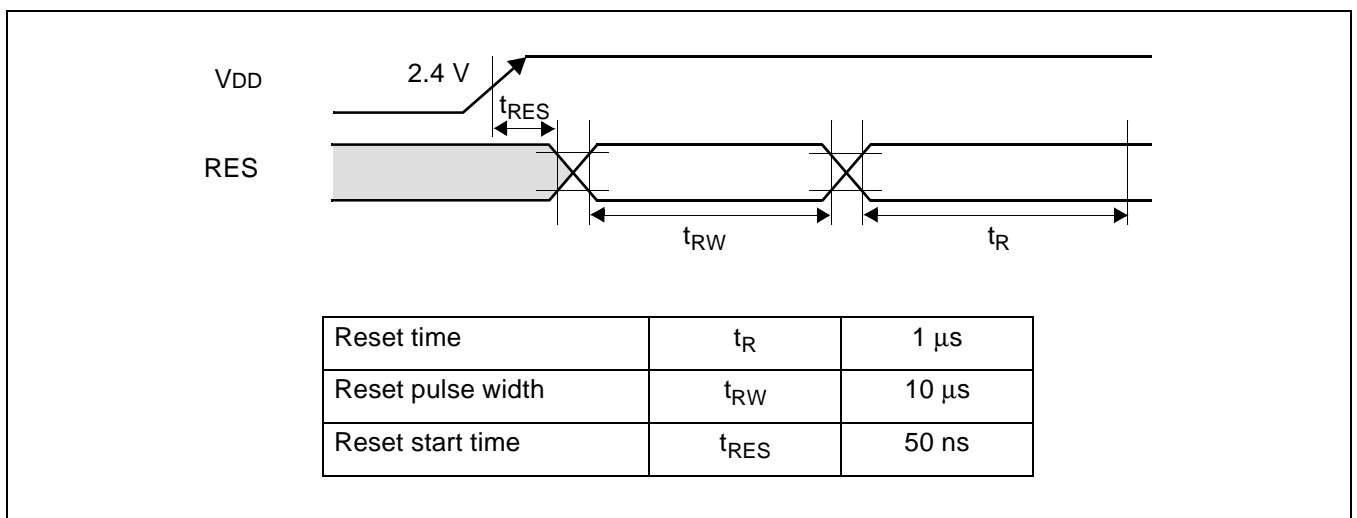 VDD
2.4 V
tRES
RES
tRW
tR
Reset time tR 1 μs
Reset pulse width tRW 10 μs
Reset start time tRES 50 ns